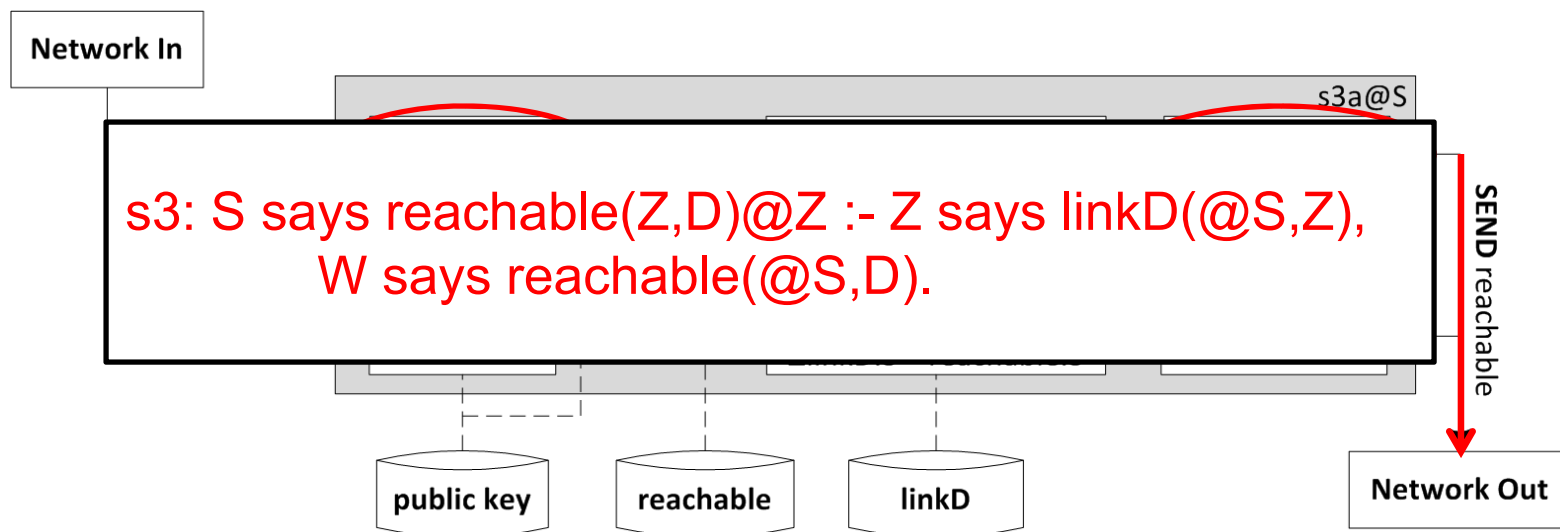 Network In
s3a@S
s3: S says reachable(Z,D)@Z :- Z says linkD(@S,Z),
W says reachable(@S,D).
SEND reachable
public key
reachable
linkD
Network Out